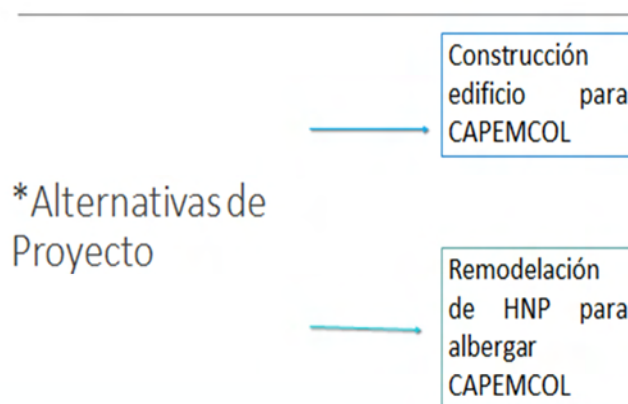 Construcción
edificio para
CAPEMCOL
*Alternativas de
Proyecto
Remodelación
de HNP para
albergar
CAPEMCOL